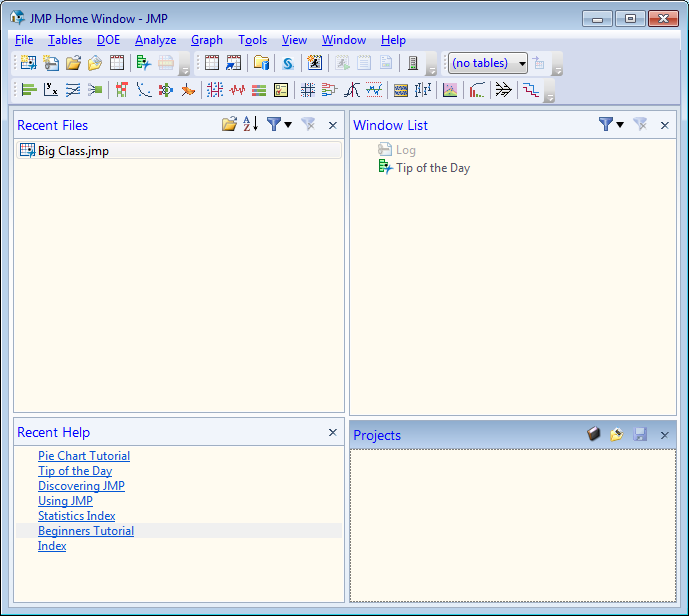 JMP Home Window - JMP
File Tables DOE Analyze Graph Tools View Window Help
(no tables)
Recent Files
Big Class.jmp
Window List
Log
Tip of the Day
Recent Help
Pie Chart Tutorial
Tip of the Day
Discovering JMP
Using JMP
Statistics Index
Beginners Tutorial
Index
Projects